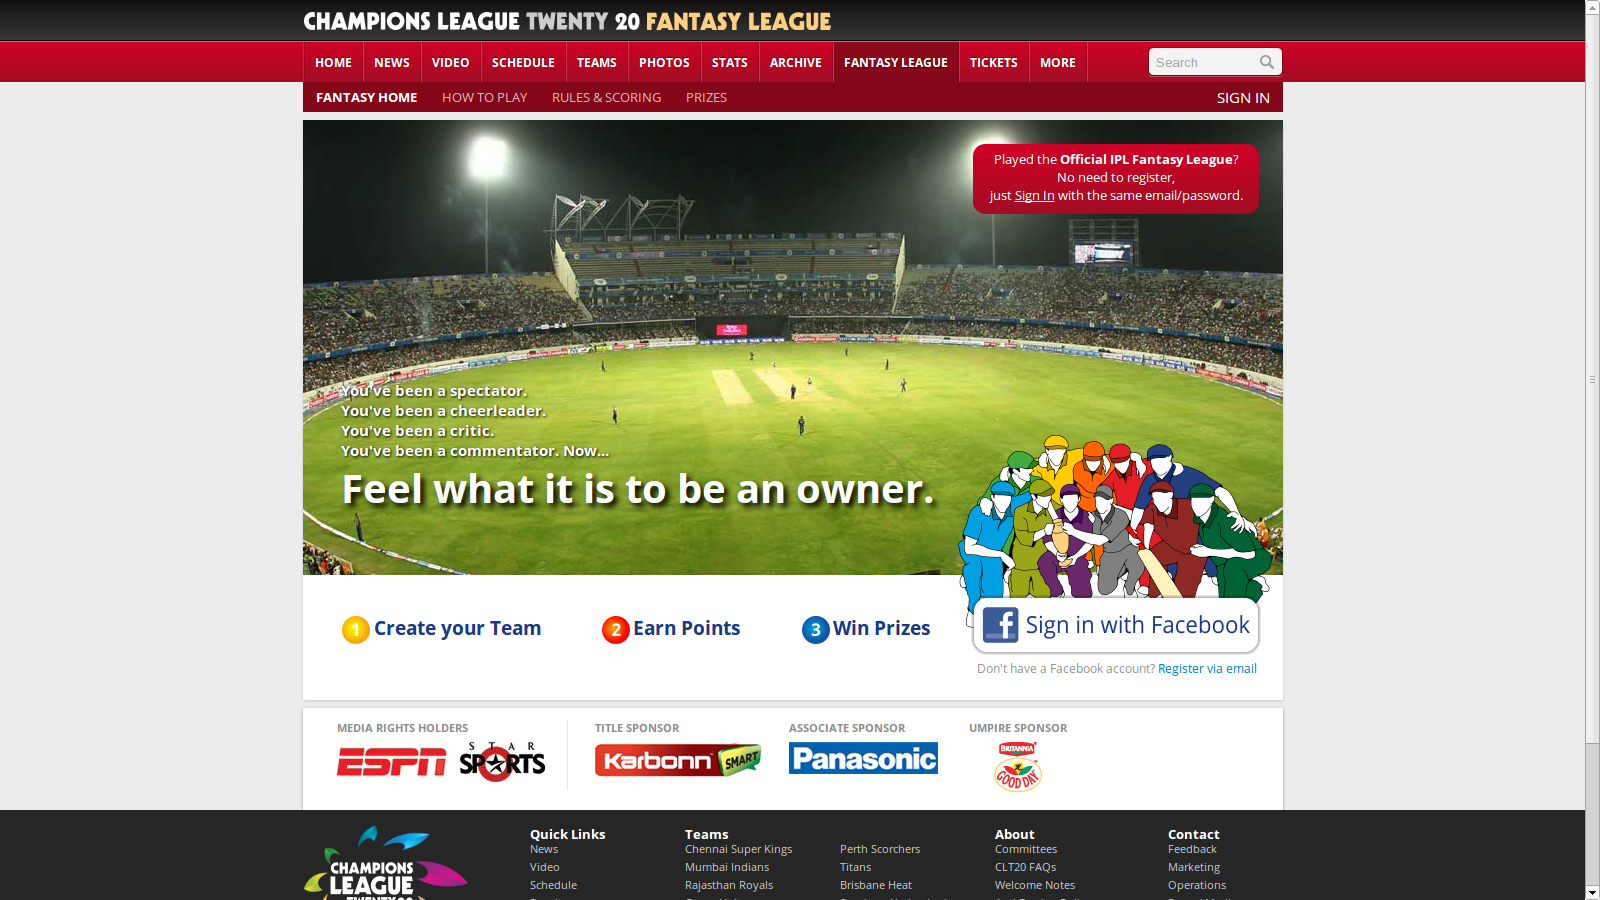 CHAMPIONS LEAGUE TWENTY 20 FANTASY LEAGUE
HOME NEWS VIDEO SCHEDULE TEAMS PHOTOS STATS ARCHIVE FANTASY LEAGUE TICKETS MORE Search
FANTASY HOME HOW TO PLAY RULES & SCORING PRIZES SIGN IN
Played the Official IPL Fantasy League?
No need to register,
just Sign In with the same email/password.
You've been a spectator.
You've been a cheerleader.
You've been a critic.
You've been a commentator. Now...
Feel what it is to be an owner.
1 Create your Team 2 Earn Points 3 Win Prizes
Sign in with Facebook
Don't have a Facebook account? Register via email
MEDIA RIGHTS HOLDERS TITLE SPONSOR ASSOCIATE SPONSOR UMPIRE SPONSOR
ESPN
STAR
SPORTS
Karbonn SMART
Panasonic
BRITANNIA
GOOD DAY
CHAMPIONS
LEAGUE
TWENTY20
Quick Links
News
Video
Schedule
Teams
Chennai Super Kings
Mumbai Indians
Rajasthan Royals
Perth Scorchers
Titans
Brisbane Heat
About
Committees
CLT20 FAQs
Welcome Notes
Contact
Feedback
Marketing
Operations